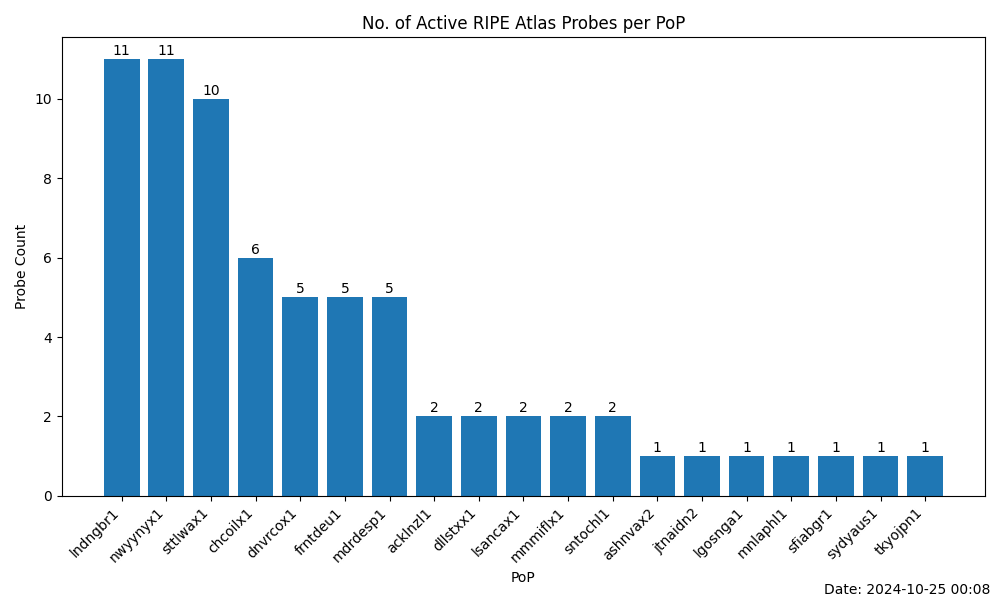 No. of Active RIPE Atlas Probes per PoP
11 11 10 6 5 5 5 2 2 2 2 2 1 1 1 1 1 1 1
10
8
6
4
2
0
Probe Count
lndngbr1 nwyynyx1 sttlwax1 chcoilx1 dnvrcox1 frntdeu1 mdrdesp1 acklnzl1 dllstxx1 lsancax1 mmmiflx1 sntochl1 ashnvax2 jtnaidn2 lgosnga1 mnlaphl1 sfiabgr1 sydyaus1 tkyojpn1
PoP
Date: 2024-10-25 00:08